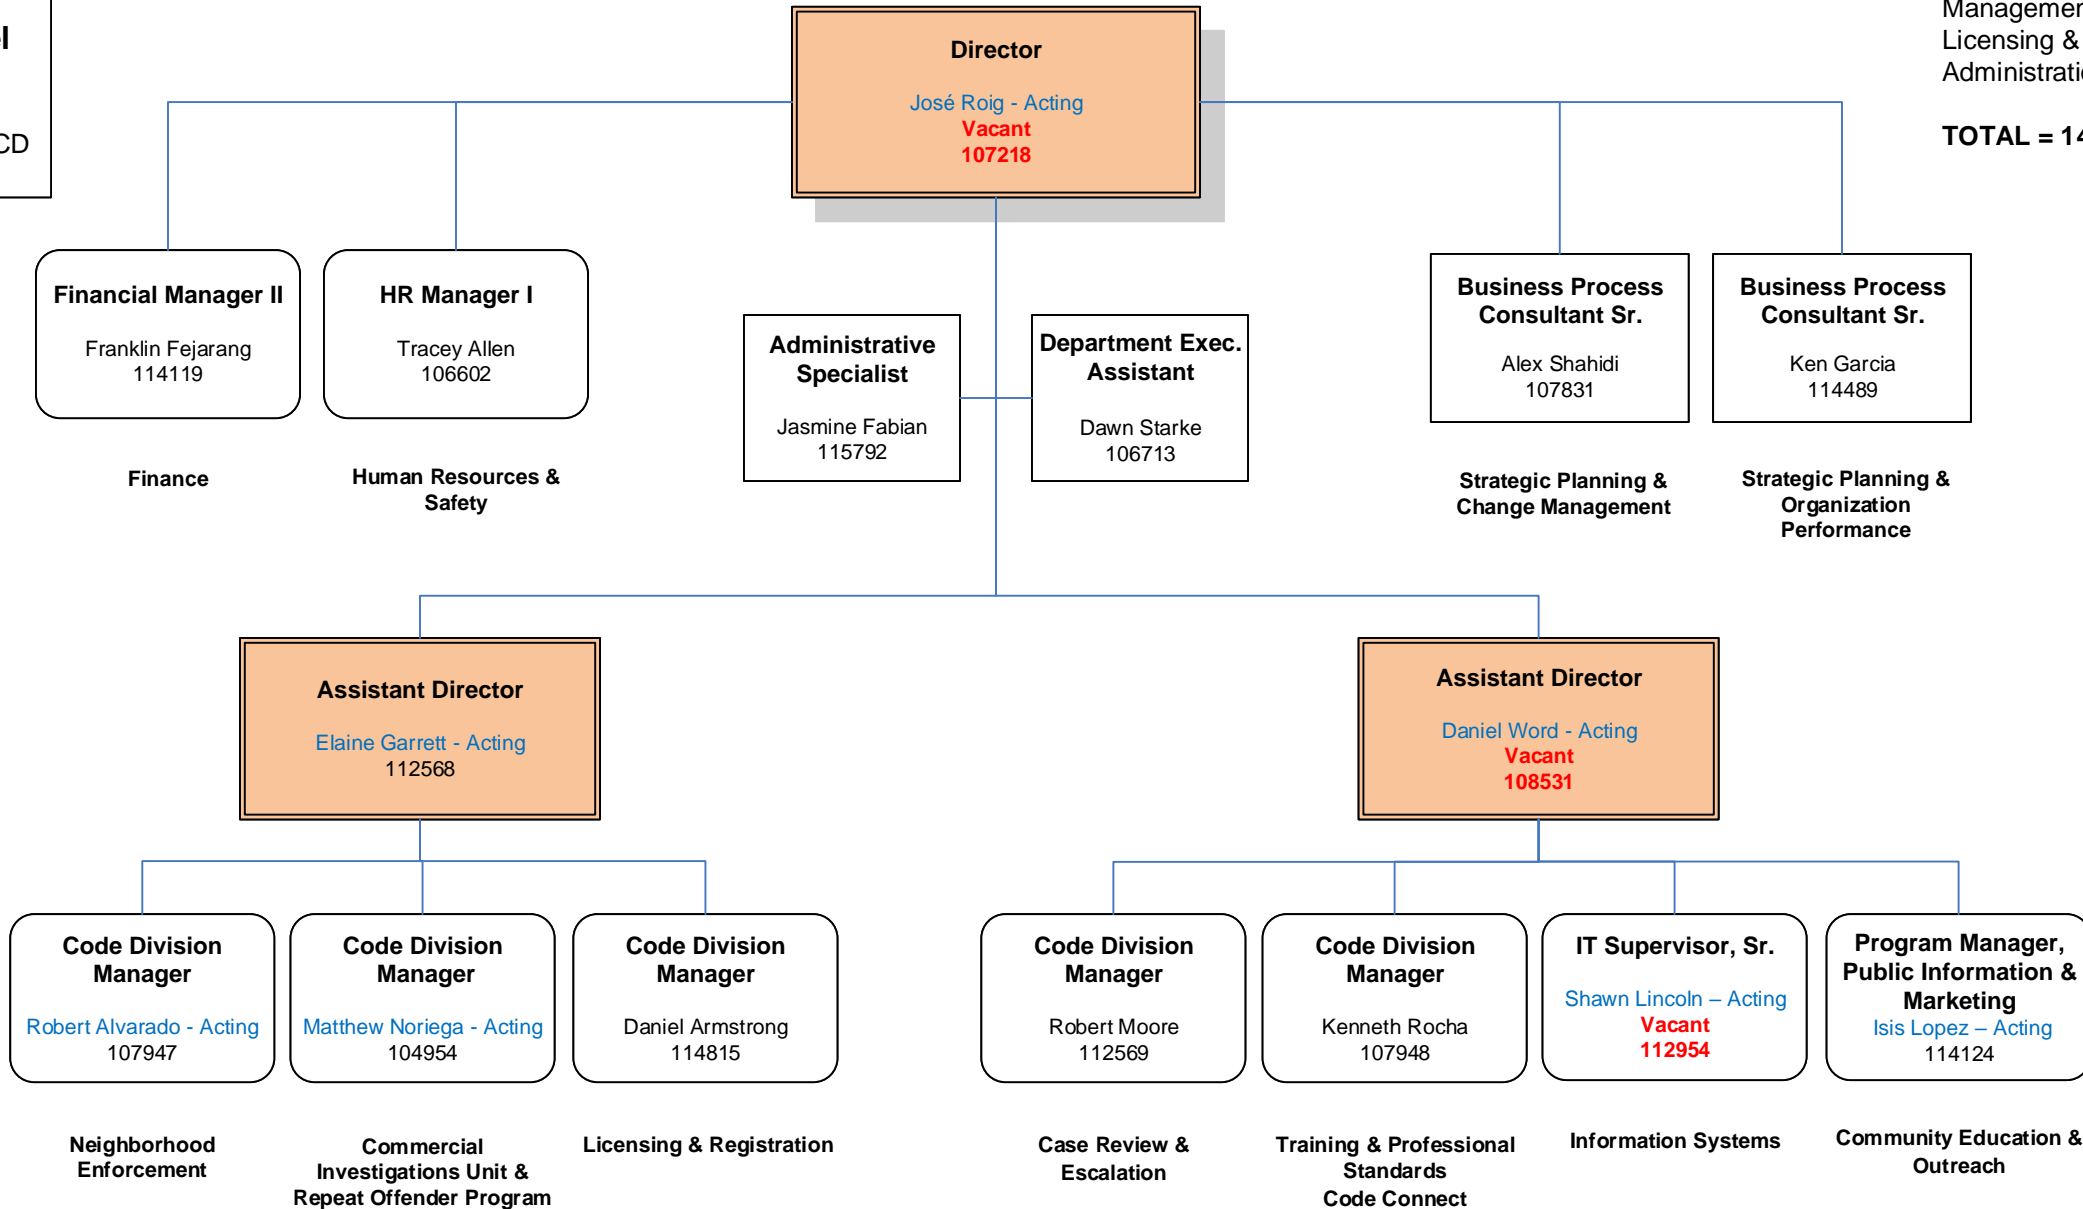 CD
Management
Licensing &
TOTAL = 14
Director
José Roig - Acting
Vacant
107218
Financial Manager II
Franklin Fejarang
114119
Finance
HR Manager I
Tracey Allen
106602
Human Resources &
Safety
Administrative
Specialist
Jasmine Fabian
115792
Department Exec.
Assistant
Dawn Starke
106713
Business Process
Consultant Sr.
Alex Shahidi
107831
Strategic Planning &
Change Management
Business Process
Consultant Sr.
Ken Garcia
114489
Strategic Planning &
Organization
Performance
Assistant Director
Elaine Garrett - Acting
112568
Assistant Director
Daniel Word - Acting
Vacant
108531
Code Division
Manager
Robert Alvarado - Acting
107947
Neighborhood
Enforcement
Code Division
Manager
Matthew Noriega - Acting
104954
Commercial
Investigations Unit &
Repeat Offender Program
Code Division
Manager
Daniel Armstrong
114815
Licensing & Registration
Code Division
Manager
Robert Moore
112569
Case Review &
Escalation
Code Division
Manager
Kenneth Rocha
107948
Training & Professional
Standards
Code Connect
IT Supervisor, Sr.
Shawn Lincoln – Acting
Vacant
112954
Information Systems
Program Manager,
Public Information &
Marketing
Isis Lopez – Acting
114124
Community Education &
Outreach